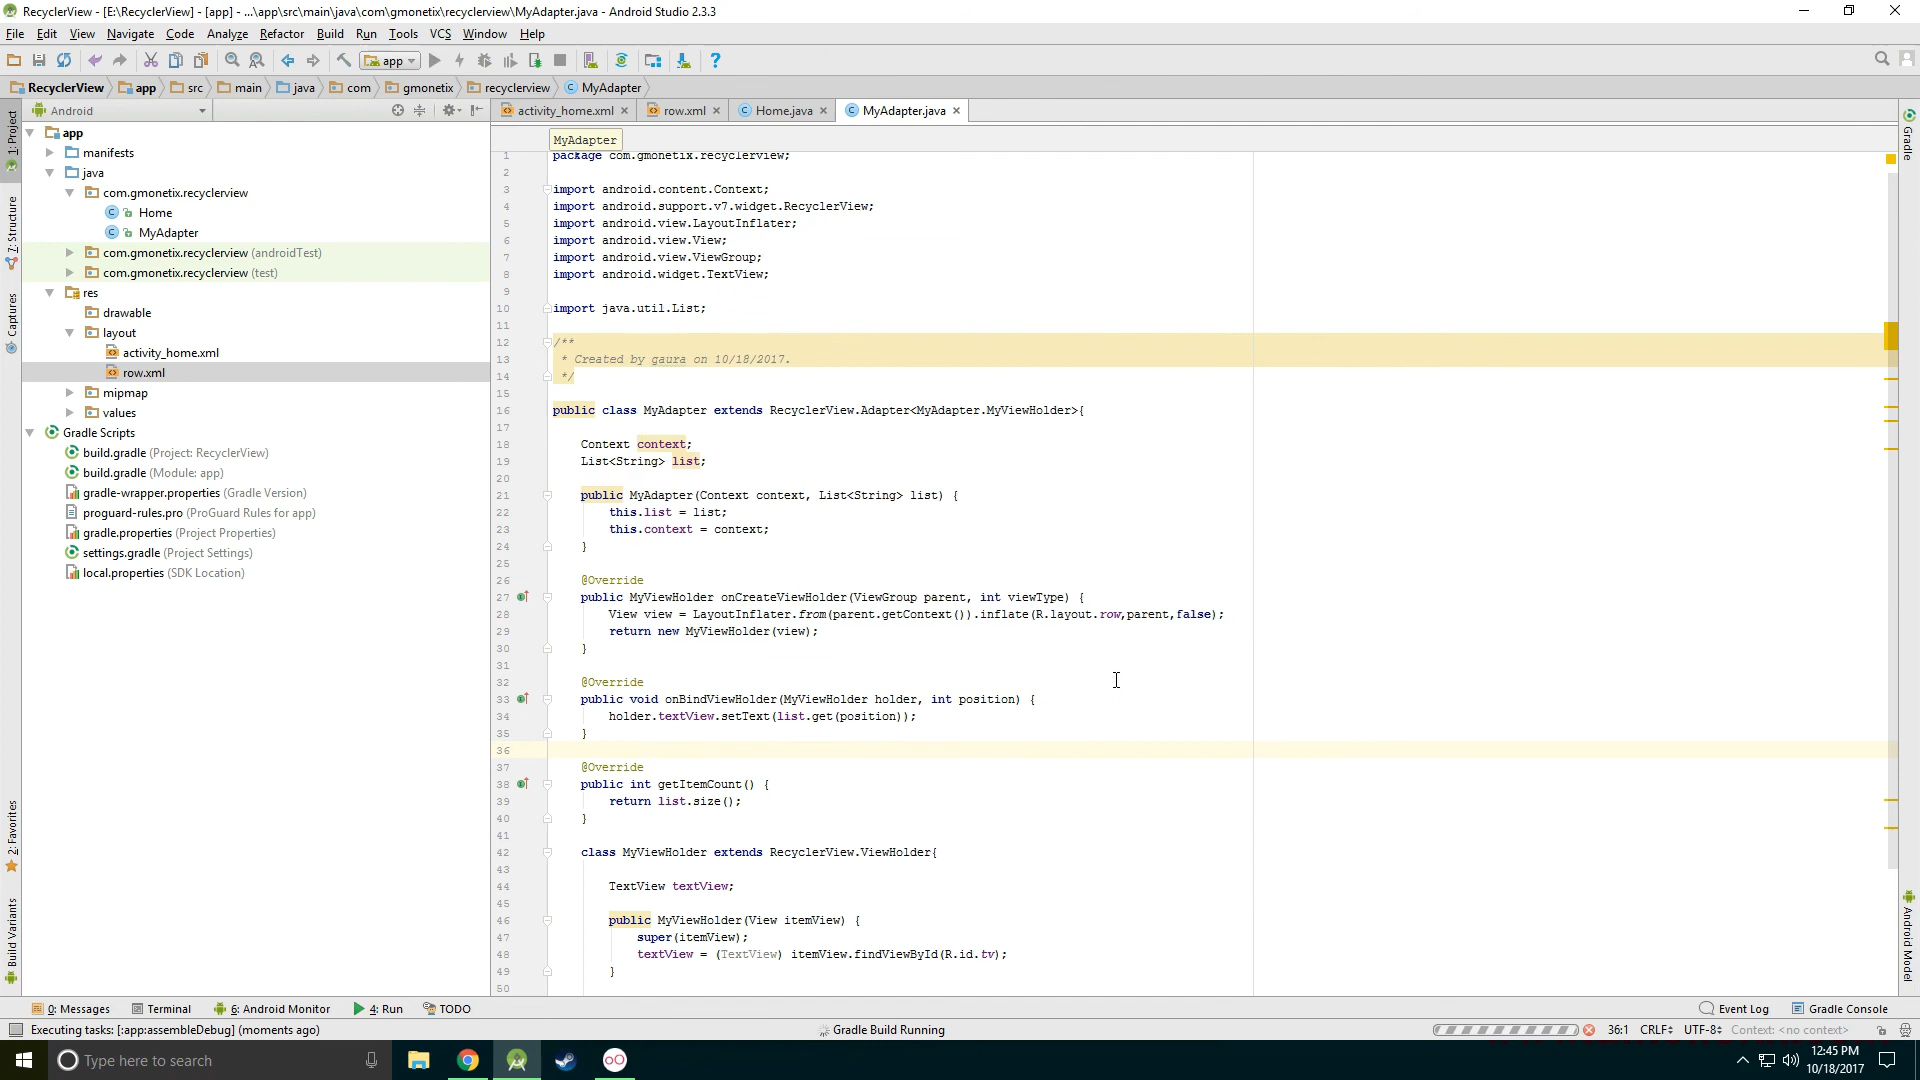 RecyclerView - [E:\RecyclerView] - [app] - ...\app\src\main\java\com\gmonetix\recyclerview\MyAdapter.java - Android Studio 2.3.3
File Edit View Navigate Code Analyze Refactor Build Run Tools VCS Window Help
app
RecyclerView app src main java com gmonetix recyclerview MyAdapter
Android
activity_home.xml row.xml Home.java MyAdapter.java
1: Project
7: Structure
Captures
2: Favorites
Build Variants
app
manifests
java
com.gmonetix.recyclerview
Home
MyAdapter
com.gmonetix.recyclerview (androidTest)
com.gmonetix.recyclerview (test)
res
drawable
layout
activity_home.xml
row.xml
mipmap
values
Gradle Scripts
build.gradle (Project: RecyclerView)
build.gradle (Module: app)
gradle-wrapper.properties (Gradle Version)
proguard-rules.pro (ProGuard Rules for app)
gradle.properties (Project Properties)
settings.gradle (Project Settings)
local.properties (SDK Location)
MyAdapter
1 package com.gmonetix.recyclerview;
2
3 import android.content.Context;
4 import android.support.v7.widget.RecyclerView;
5 import android.view.LayoutInflater;
6 import android.view.View;
7 import android.view.ViewGroup;
8 import android.widget.TextView;
9
10 import java.util.List;
11
12 /**
13 * Created by gaura on 10/18/2017.
14 */
15
16 public class MyAdapter extends RecyclerView.Adapter<MyAdapter.MyViewHolder>{
17
18 Context context;
19 List<String> list;
20
21 public MyAdapter(Context context, List<String> list) {
22 this.list = list;
23 this.context = context;
24 }
25
26 @Override
27 public MyViewHolder onCreateViewHolder(ViewGroup parent, int viewType) {
28 View view = LayoutInflater.from(parent.getContext()).inflate(R.layout.row,parent,false);
29 return new MyViewHolder(view);
30 }
31
32 @Override
33 public void onBindViewHolder(MyViewHolder holder, int position) {
34 holder.textView.setText(list.get(position));
35 }
36
37 @Override
38 public int getItemCount() {
39 return list.size();
40 }
41
42 class MyViewHolder extends RecyclerView.ViewHolder{
43
44 TextView textView;
45
46 public MyViewHolder(View itemView) {
47 super(itemView);
48 textView = (TextView) itemView.findViewById(R.id.tv);
49 }
50
Gradle
Android Model
0: Messages Terminal 6: Android Monitor 4: Run TODO Event Log Gradle Console
Executing tasks: [:app:assembleDebug] (moments ago) Gradle Build Running 36:1 CRLF UTF-8 Context: <no context>
Type here to search
12:45 PM
10/18/2017